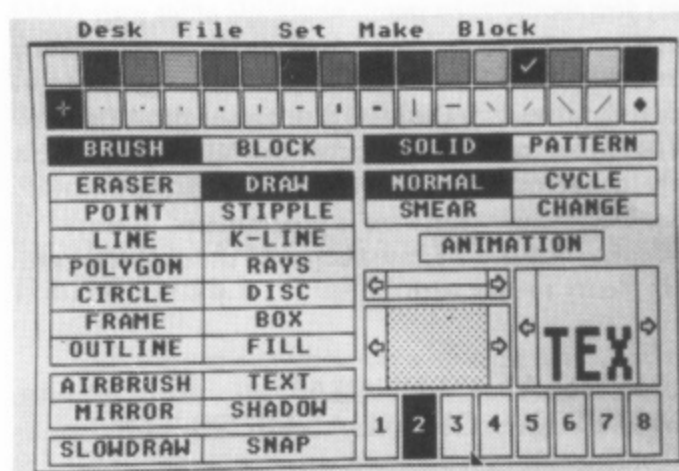 Desk File Set Make Block
BRUSH BLOCK SOLID PATTERN
ERASER DRAW NORMAL CYCLE
POINT STIPPLE SMEAR CHANGE
LINE K-LINE ANIMATION
POLYGON RAYS
CIRCLE DISC
FRAME BOX
OUTLINE FILL
TEX
AIRBRUSH TEXT
MIRROR SHADOW
1 2 3 4 5 6 7 8
SLOWDRAW SNAP